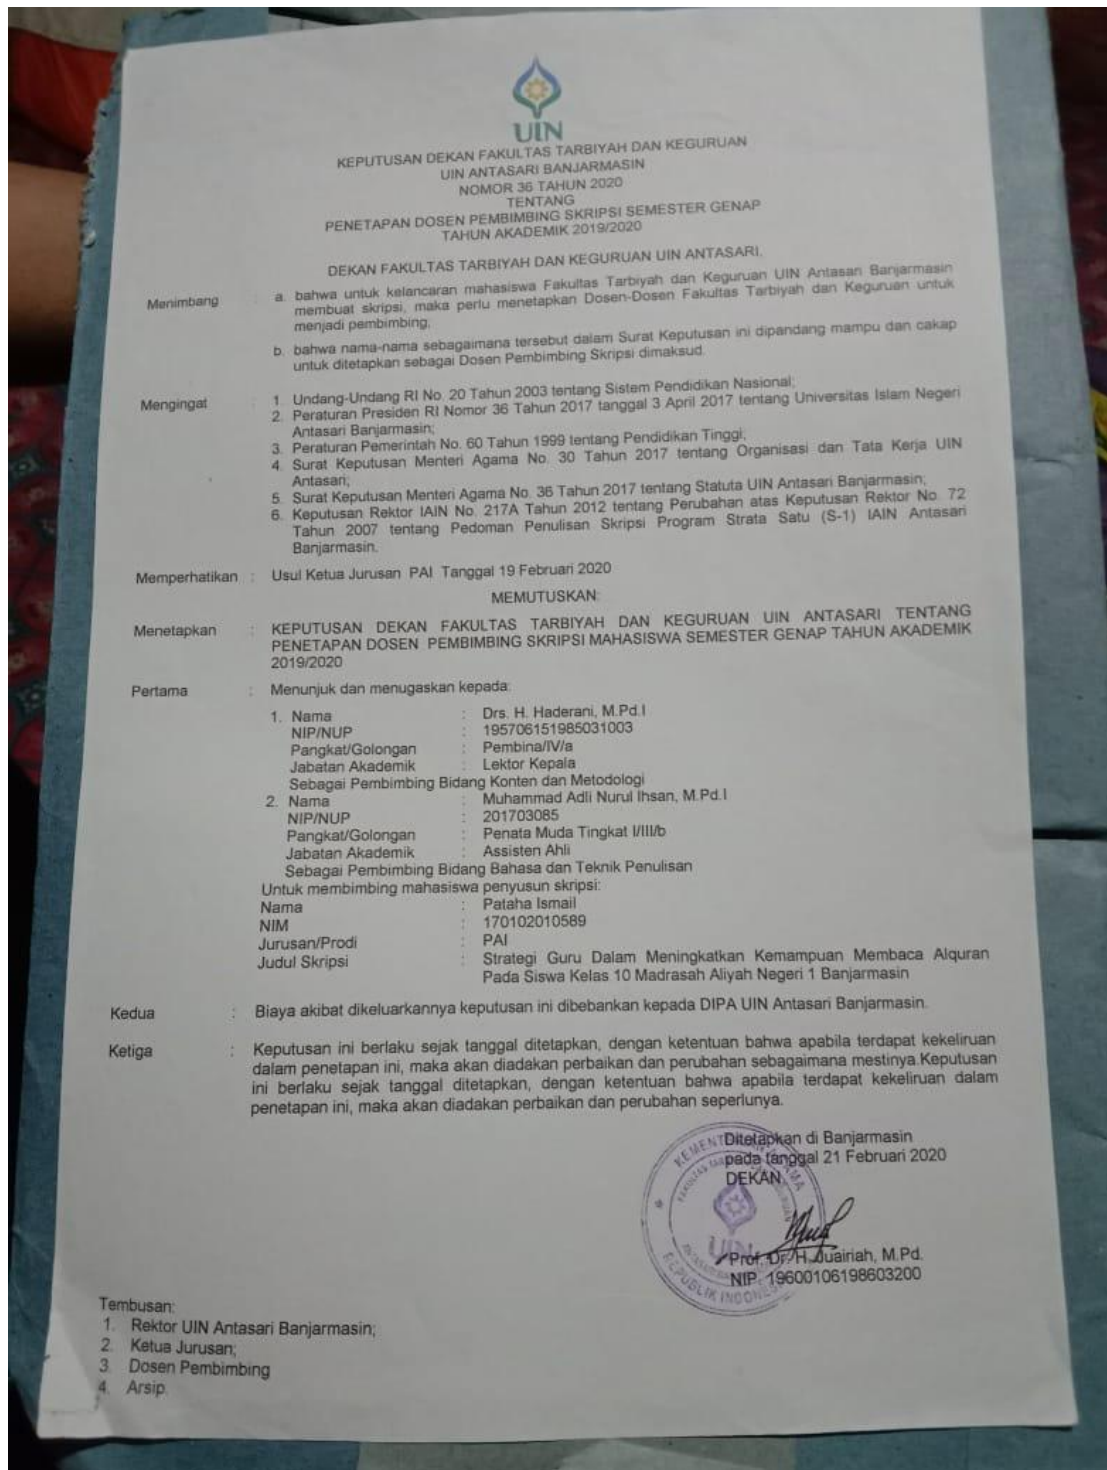 UIN
KEPUTUSAN DEKAN FAKULTAS TARBIYAH DAN KEGURUAN
UIN ANTASARI BANJARMASIN
NOMOR 36 TAHUN 2020
TENTANG
PENETAPAN DOSEN PEMBIMBING SKRIPSI SEMESTER GENAP
TAHUN AKADEMIK 2019/2020
DEKAN FAKULTAS TARBIYAH DAN KEGURUAN UIN ANTASARI,
Menimbang : a. bahwa untuk kelancaran mahasiswa Fakultas Tarbiyah dan Keguruan UIN Antasari Banjarmasin
membuat skripsi, maka perlu menetapkan Dosen-Dosen Fakultas Tarbiyah dan Keguruan untuk
menjadi pembimbing;
b. bahwa nama-nama sebagaimana tersebut dalam Surat Keputusan ini dipandang mampu dan cakap
untuk ditetapkan sebagai Dosen Pembimbing Skripsi dimaksud.
Mengingat : 1. Undang-Undang RI No. 20 Tahun 2003 tentang Sistem Pendidikan Nasional;
2. Peraturan Presiden RI Nomor 36 Tahun 2017 tanggal 3 April 2017 tentang Universitas Islam Negeri
Antasari Banjarmasin;
3. Peraturan Pemerintah No. 60 Tahun 1999 tentang Pendidikan Tinggi;
4. Surat Keputusan Menteri Agama No. 30 Tahun 2017 tentang Organisasi dan Tata Kerja UIN
Antasari;
5. Surat Keputusan Menteri Agama No. 36 Tahun 2017 tentang Statuta UIN Antasari Banjarmasin;
6. Keputusan Rektor IAIN No. 217A Tahun 2012 tentang Perubahan atas Keputusan Rektor No. 72
Tahun 2007 tentang Pedoman Penulisan Skripsi Program Strata Satu (S-1) IAIN Antasari
Banjarmasin.
Memperhatikan : Usul Ketua Jurusan PAI Tanggal 19 Februari 2020
MEMUTUSKAN:
Menetapkan : KEPUTUSAN DEKAN FAKULTAS TARBIYAH DAN KEGURUAN UIN ANTASARI TENTANG
PENETAPAN DOSEN PEMBIMBING SKRIPSI MAHASISWA SEMESTER GENAP TAHUN AKADEMIK
2019/2020
Pertama : Menunjuk dan menugaskan kepada:
1. Nama : Drs. H. Haderani, M.Pd.I
NIP/NUP : 195706151985031003
Pangkat/Golongan : Pembina/IV/a
Jabatan Akademik : Lektor Kepala
Sebagai Pembimbing Bidang Konten dan Metodologi
2. Nama : Muhammad Adli Nurul Ihsan, M.Pd.I
NIP/NUP : 201703085
Pangkat/Golongan : Penata Muda Tingkat I/III/b
Jabatan Akademik : Assisten Ahli
Sebagai Pembimbing Bidang Bahasa dan Teknik Penulisan
Untuk membimbing mahasiswa penyusun skripsi:
Nama : Pataha Ismail
NIM : 170102010589
Jurusan/Prodi : PAI
Judul Skripsi : Strategi Guru Dalam Meningkatkan Kemampuan Membaca Alquran
Pada Siswa Kelas 10 Madrasah Aliyah Negeri 1 Banjarmasin
Kedua : Biaya akibat dikeluarkannya keputusan ini dibebankan kepada DIPA UIN Antasari Banjarmasin.
Ketiga : Keputusan ini berlaku sejak tanggal ditetapkan, dengan ketentuan bahwa apabila terdapat kekeliruan
dalam penetapan ini, maka akan diadakan perbaikan dan perubahan sebagaimana mestinya.Keputusan
ini berlaku sejak tanggal ditetapkan, dengan ketentuan bahwa apabila terdapat kekeliruan dalam
penetapan ini, maka akan diadakan perbaikan dan perubahan seperlunya.
Ditetapkan di Banjarmasin
pada tanggal 21 Februari 2020
DEKAN
UIN
REPUBLIK INDONESIA
Prof. Dr. H. Juairiah, M.Pd.
NIP. 19600106198603200
Tembusan:
1. Rektor UIN Antasari Banjarmasin;
2. Ketua Jurusan;
3. Dosen Pembimbing
4. Arsip.